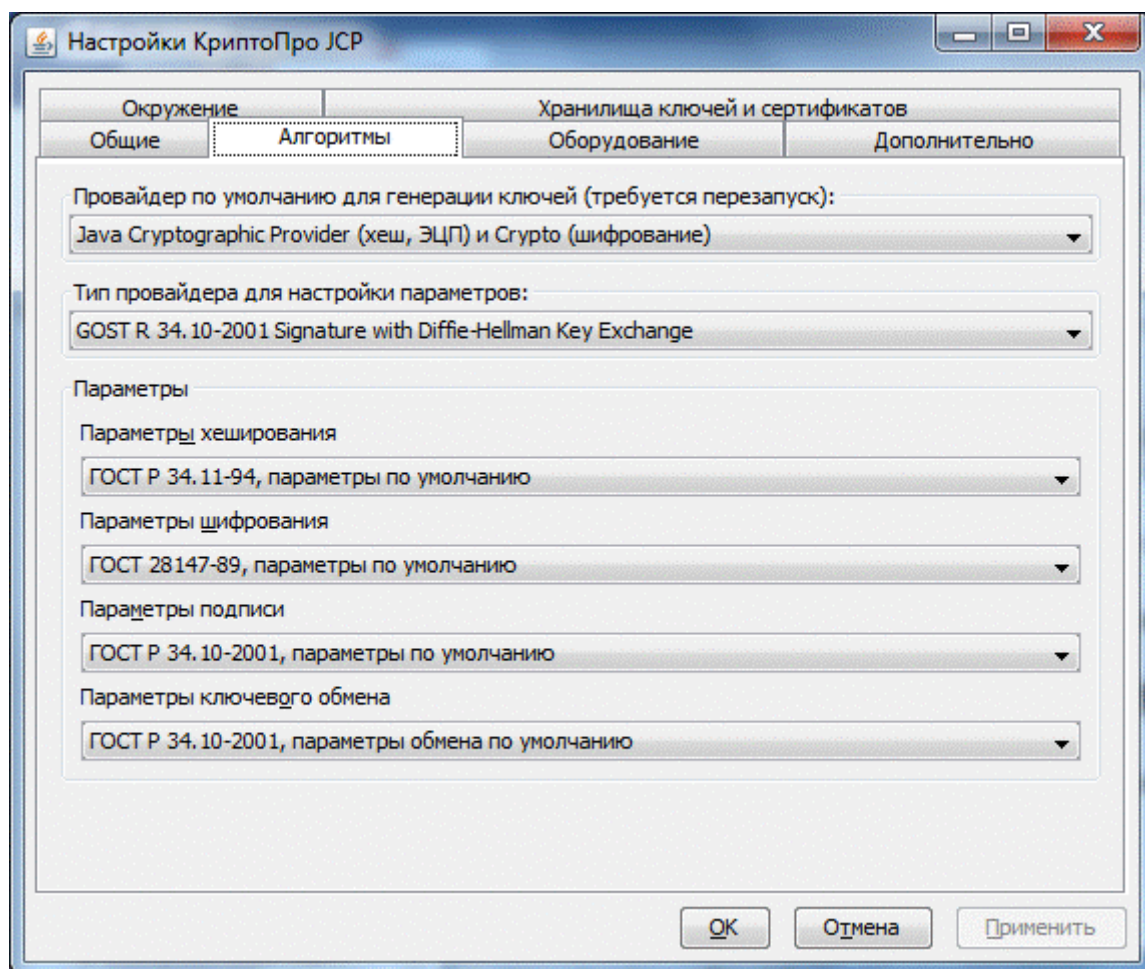 Настройки КриптоПро JCP
Окружение
Хранилища ключей и сертификатов
Общие
Алгоритмы
Оборудование
Дополнительно
Провайдер по умолчанию для генерации ключей (требуется перезапуск):
Java Cryptographic Provider (хеш, ЭЦП) и Crypto (шифрование)
Тип провайдера для настройки параметров:
GOST R 34.10-2001 Signature with Diffie-Hellman Key Exchange
Параметры
Параметры хеширования
ГОСТ Р 34.11-94, параметры по умолчанию
Параметры шифрования
ГОСТ 28147-89, параметры по умолчанию
Параметры подписи
ГОСТ Р 34.10-2001, параметры по умолчанию
Параметры ключевого обмена
ГОСТ Р 34.10-2001, параметры обмена по умолчанию
OK
Отмена
Применить